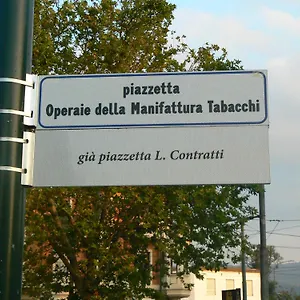 piazzetta
Operaie della Manifattura Tabacchi
già piazzetta L. Contratti